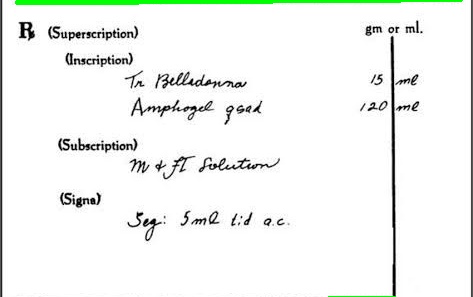 ℞ (Superscription) gm or ml.
(Inscription)
Tr Belladonna 15 ml
Amphogel qsad 120 ml
(Subscription)
M & FT Solution
(Signa)
Seg: 5ml tid a.c.